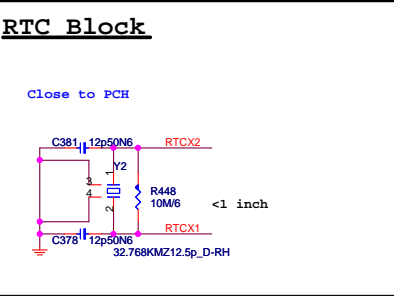 RTC Block
Close to PCH
C381 12p50N6 RTCX2
1 Y2
3
4 R448
10M/6 <1 inch
2
RTCX1
C378 12p50N6
32.768KMZ12.5p_D-RH